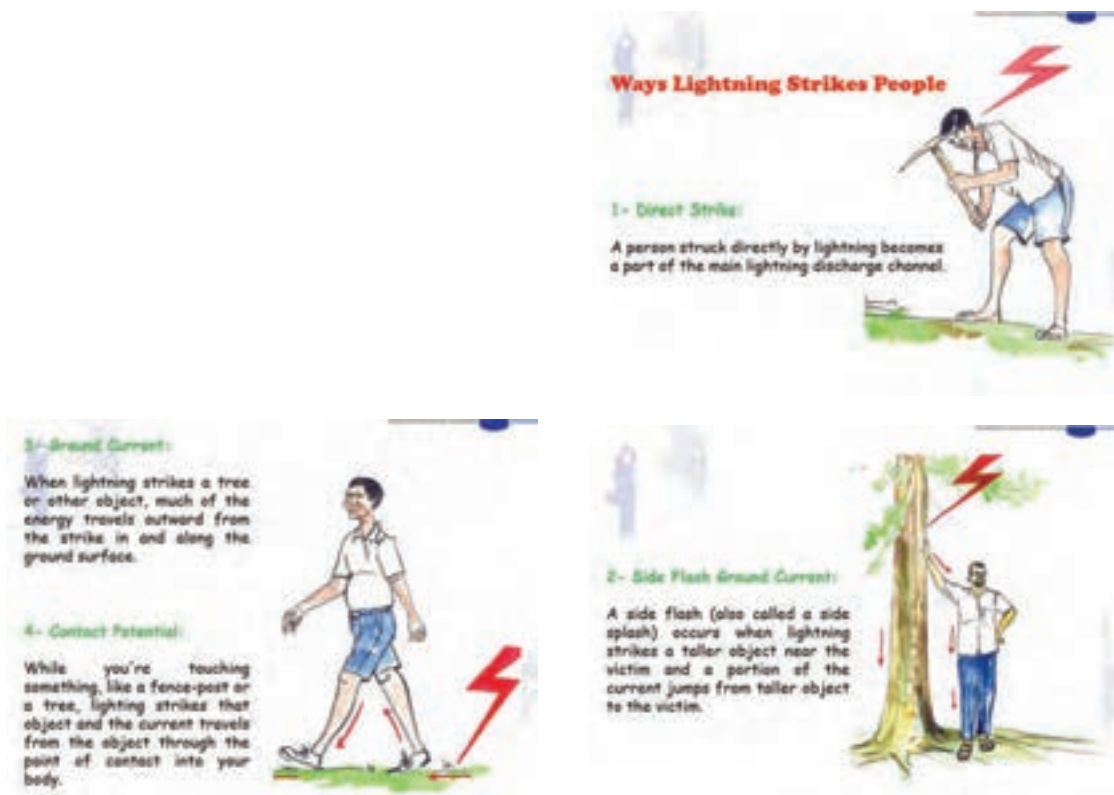 Ways Lightning Strikes People
1- Direct Strike:
A person struck directly by lightning becomes
a part of the main lightning discharge channel.
2- Side Flash Ground Current:
A side flash (also called a side
splash) occurs when lightning
strikes a taller object near the
victim and a portion of the
current jumps from taller object
to the victim.
3- Ground Current:
When lightning strikes a tree
or other object, much of the
energy travels outward from
the strike in and along the
ground surface.
4- Contact Potential:
While you're touching
something, like a fence-post or
a tree, lighting strikes that
object and the current travels
from the object through the
point of contact into your
body.